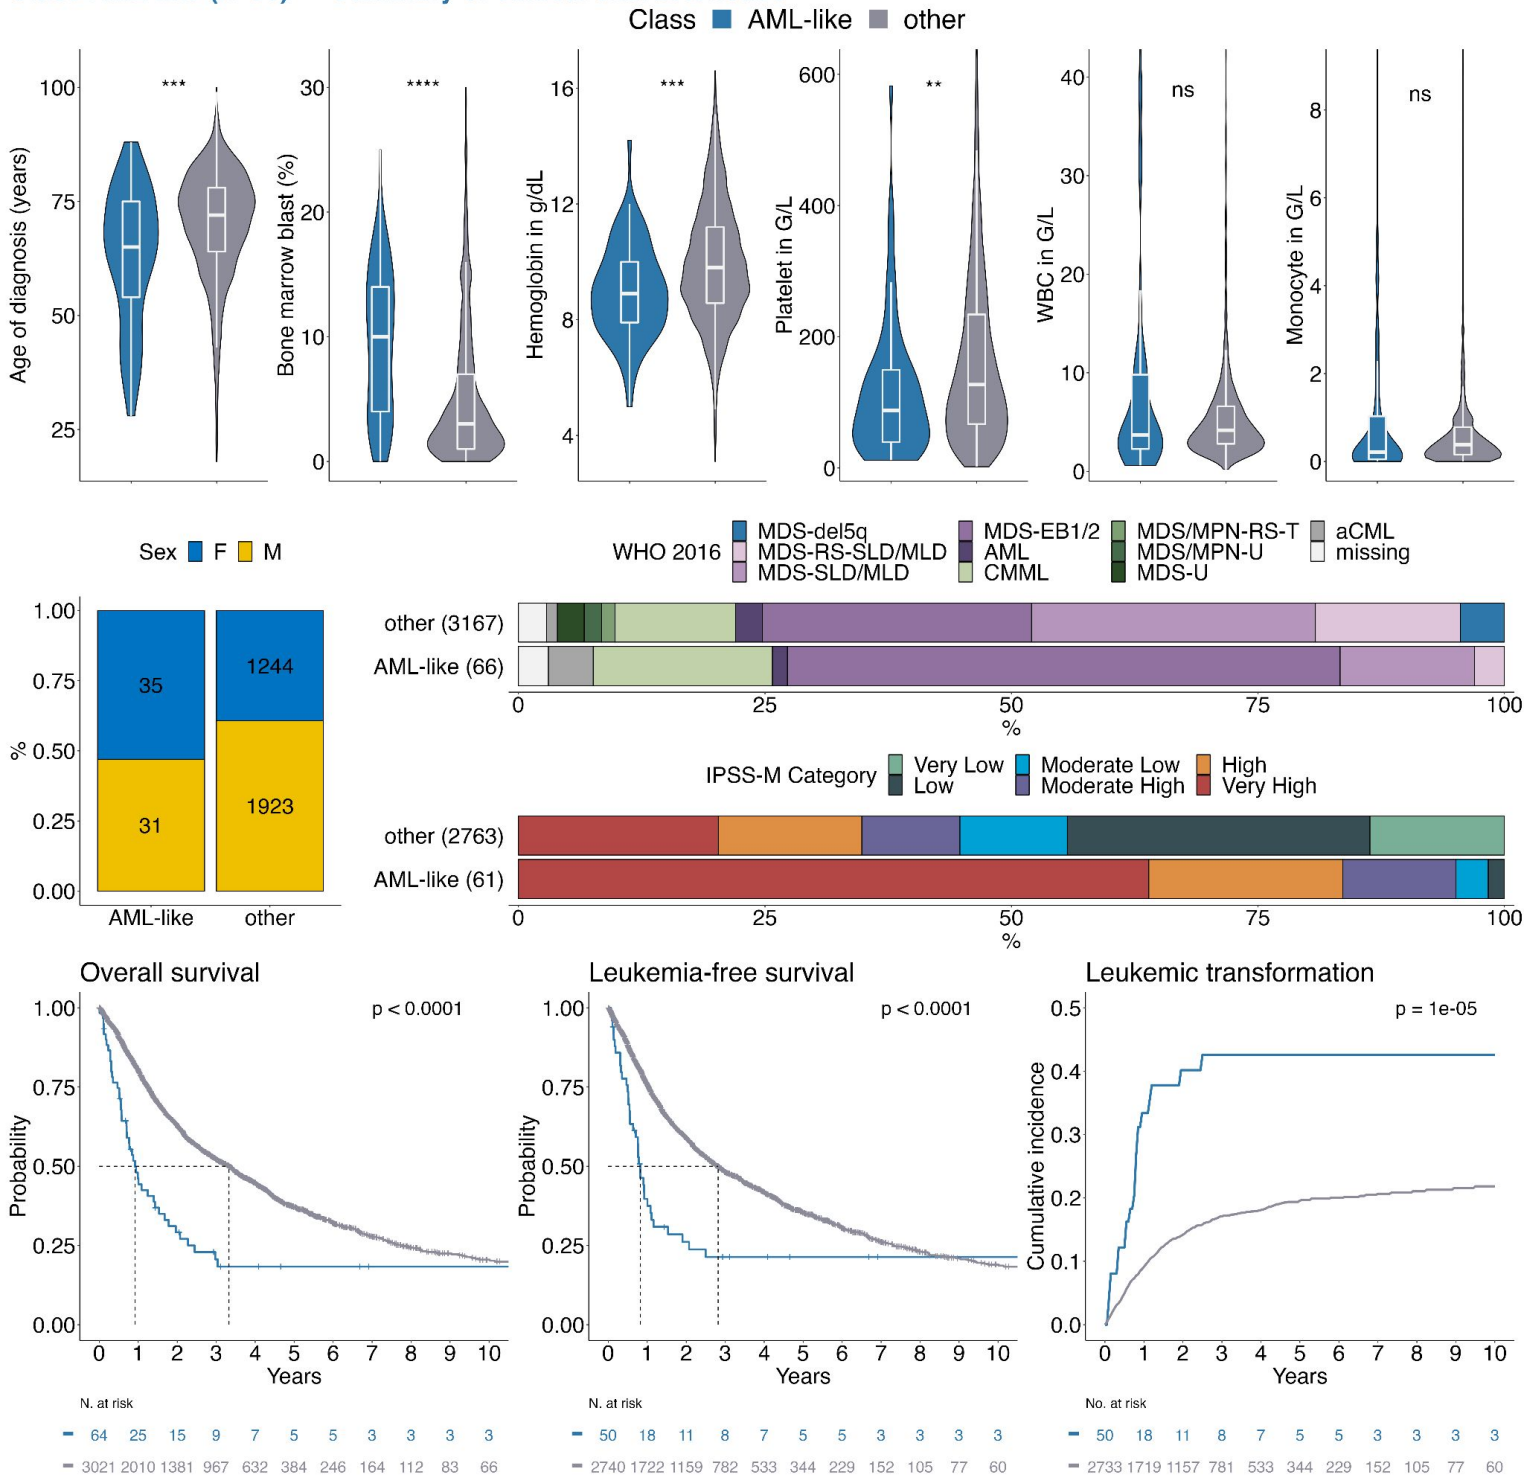 Class AML-like other
Age of diagnosis (years)
100
75
50
25
***
Bone marrow blast (%)
30
20
10
0
****
Hemoglobin in g/dL
16
12
8
4
***
Platelet in G/L
600
400
200
0
**
WBC in G/L
40
30
20
10
0
ns
Monocyte in G/L
8
6
4
2
0
ns
Sex F M
%
1.00
0.75
0.50
0.25
0.00
35
31
1244
1923
AML-like other
WHO 2016
MDS-del5q MDS-EB1/2 MDS/MPN-RS-T aCML
MDS-RS-SLD/MLD AML MDS/MPN-U missing
MDS-SLD/MLD CMML MDS-U
other (3167)
AML-like (66)
0 25 50 75 100
%
IPSS-M Category
Very Low Moderate Low High
Low Moderate High Very High
other (2763)
AML-like (61)
0 25 50 75 100
%
Overall survival
p < 0.0001
Probability
1.00
0.75
0.50
0.25
0.00
0 1 2 3 4 5 6 7 8 9 10
Years
N. at risk
64 25 15 9 7 5 5 3 3 3 3
3021 2010 1381 967 632 384 246 164 112 83 66
Leukemia-free survival
p < 0.0001
Probability
1.00
0.75
0.50
0.25
0.00
0 1 2 3 4 5 6 7 8 9 10
Years
N. at risk
50 18 11 8 7 5 5 3 3 3 3
2740 1722 1159 782 533 344 229 152 105 77 60
Leukemic transformation
p = 1e-05
Cumulative incidence
0.5
0.4
0.3
0.2
0.1
0.0
0 1 2 3 4 5 6 7 8 9 10
Years
No. at risk
50 18 11 8 7 5 5 3 3 3 3
2733 1719 1157 781 533 344 229 152 105 77 60